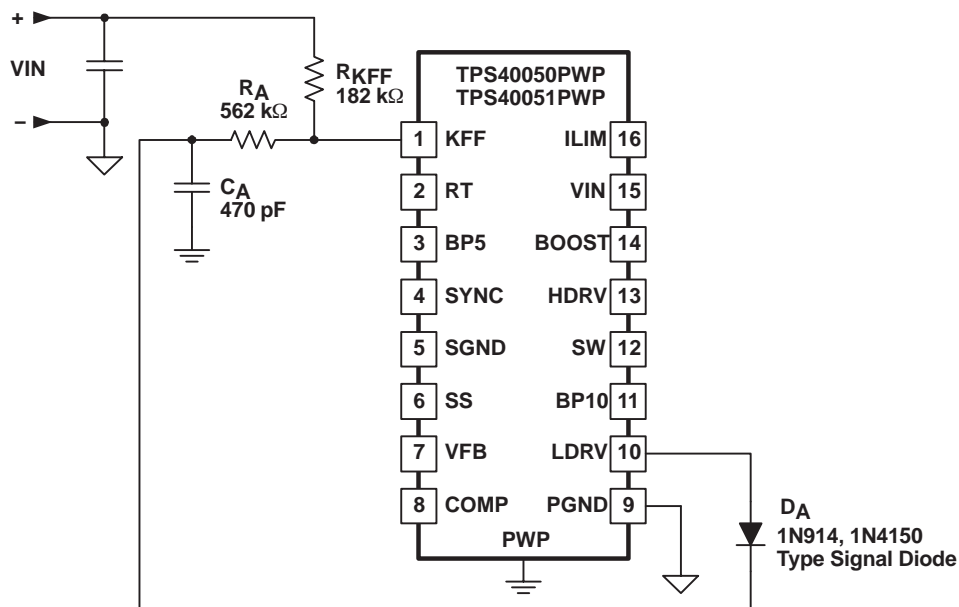 +
VIN
−
RA
562 kΩ
RKFF
182 kΩ
CA
470 pF
TPS40050PWP
TPS40051PWP
1 KFF ILIM 16
2 RT VIN 15
3 BP5 BOOST 14
4 SYNC HDRV 13
5 SGND SW 12
6 SS BP10 11
7 VFB LDRV 10
8 COMP PGND 9
PWP
DA
1N914, 1N4150
Type Signal Diode